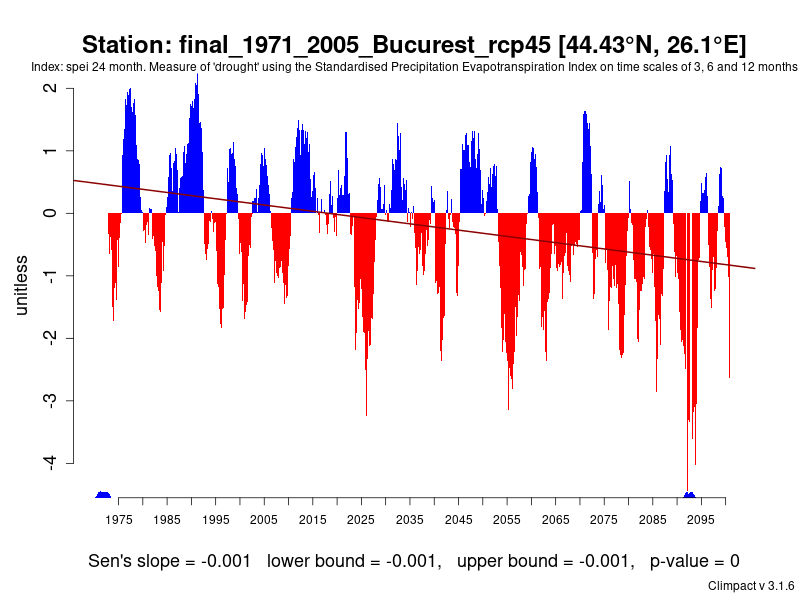 Station: final_1971_2005_Bucurest_rcp45 [44.43°N, 26.1°E]
Index: spei 24 month. Measure of 'drought' using the Standardised Precipitation Evapotranspiration Index on time scales of 3, 6 and 12 months
2
1
0
-1
-2
-3
-4
unitless
1975 1985 1995 2005 2015 2025 2035 2045 2055 2065 2075 2085 2095
Sen's slope = -0.001 lower bound = -0.001, upper bound = -0.001, p-value = 0
Climpact v 3.1.6